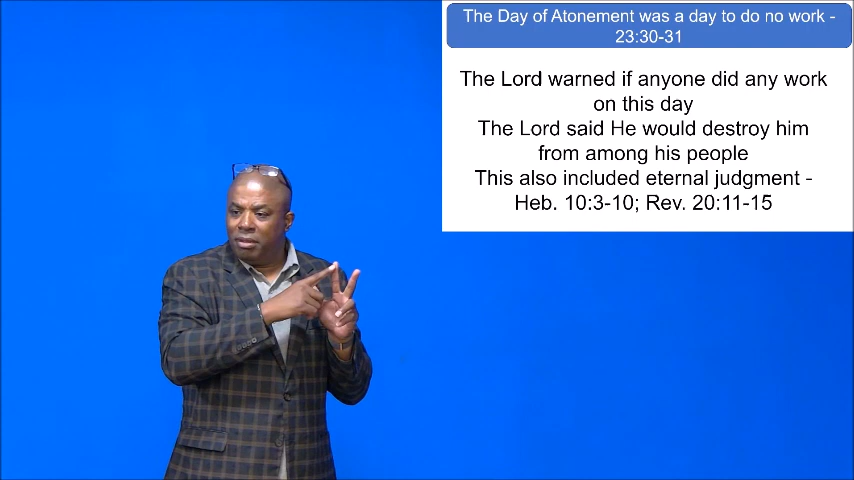 The Day of Atonement was a day to do no work -
23:30-31
The Lord warned if anyone did any work
on this day
The Lord said He would destroy him
from among his people
This also included eternal judgment -
Heb. 10:3-10; Rev. 20:11-15